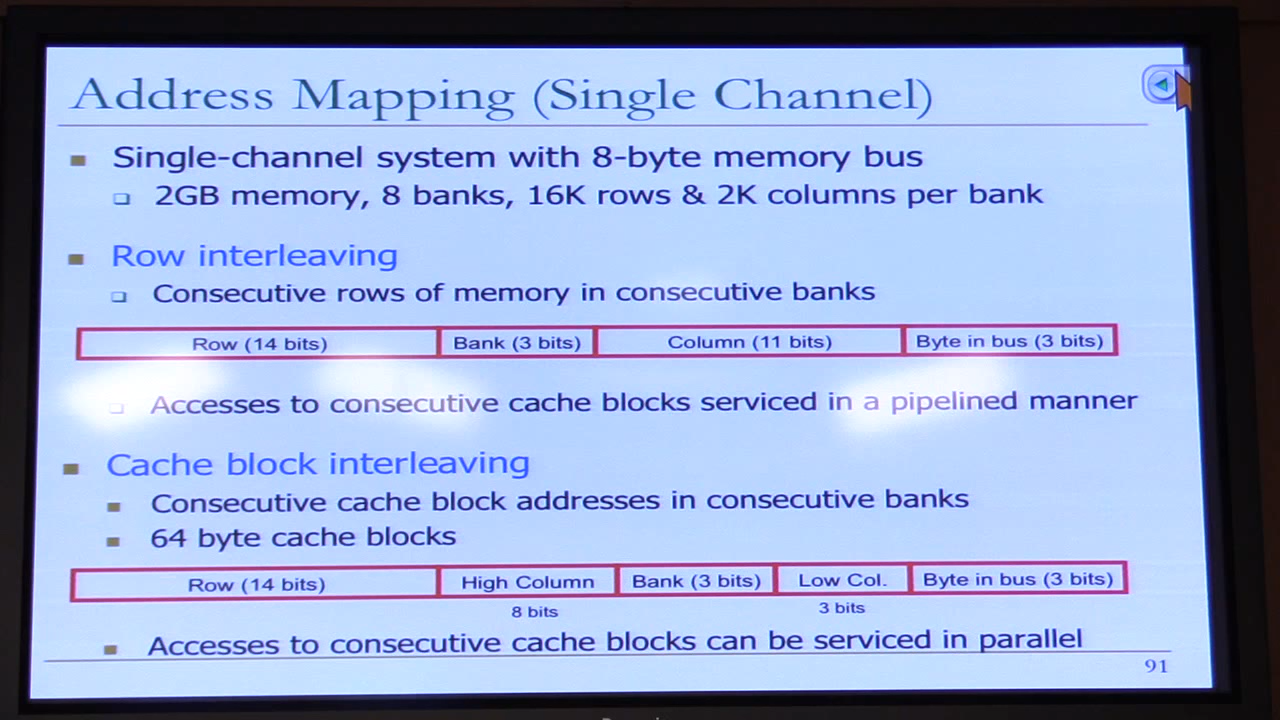 Address Mapping (Single Channel)
Single-channel system with 8-byte memory bus
2GB memory, 8 banks, 16K rows & 2K columns per bank
Row interleaving
Consecutive rows of memory in consecutive banks
Row (14 bits) Bank (3 bits) Column (11 bits) Byte in bus (3 bits)
Accesses to consecutive cache blocks serviced in a pipelined manner
Cache block interleaving
Consecutive cache block addresses in consecutive banks
64 byte cache blocks
Row (14 bits) High Column Bank (3 bits) Low Col. Byte in bus (3 bits)
8 bits 3 bits
Accesses to consecutive cache blocks can be serviced in parallel
91